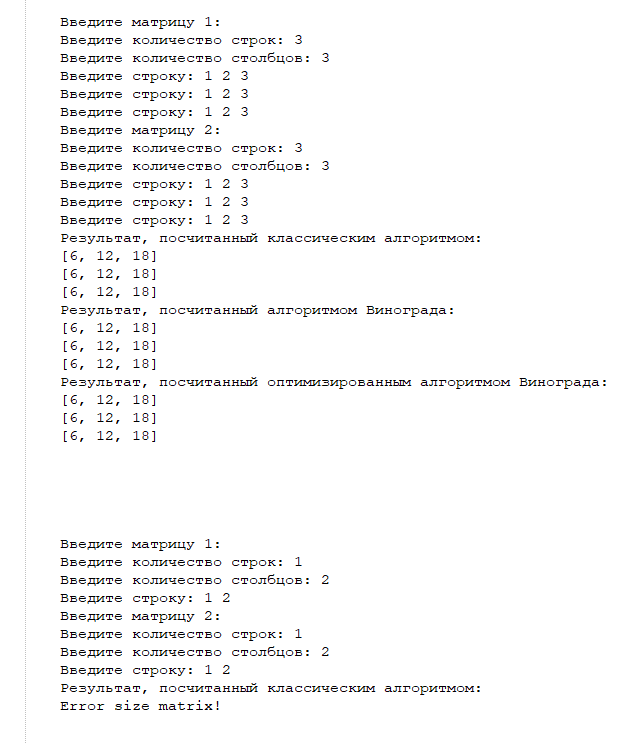 Введите матрицу 1:
Введите количество строк: 3
Введите количество столбцов: 3
Введите строку: 1 2 3
Введите строку: 1 2 3
Введите строку: 1 2 3
Введите матрицу 2:
Введите количество строк: 3
Введите количество столбцов: 3
Введите строку: 1 2 3
Введите строку: 1 2 3
Введите строку: 1 2 3
Результат, посчитанный классическим алгоритмом:
[6, 12, 18]
[6, 12, 18]
[6, 12, 18]
Результат, посчитанный алгоритмом Винограда:
[6, 12, 18]
[6, 12, 18]
[6, 12, 18]
Результат, посчитанный оптимизированным алгоритмом Винограда:
[6, 12, 18]
[6, 12, 18]
[6, 12, 18]
Введите матрицу 1:
Введите количество строк: 1
Введите количество столбцов: 2
Введите строку: 1 2
Введите матрицу 2:
Введите количество строк: 1
Введите количество столбцов: 2
Введите строку: 1 2
Результат, посчитанный классическим алгоритмом:
Error size matrix!